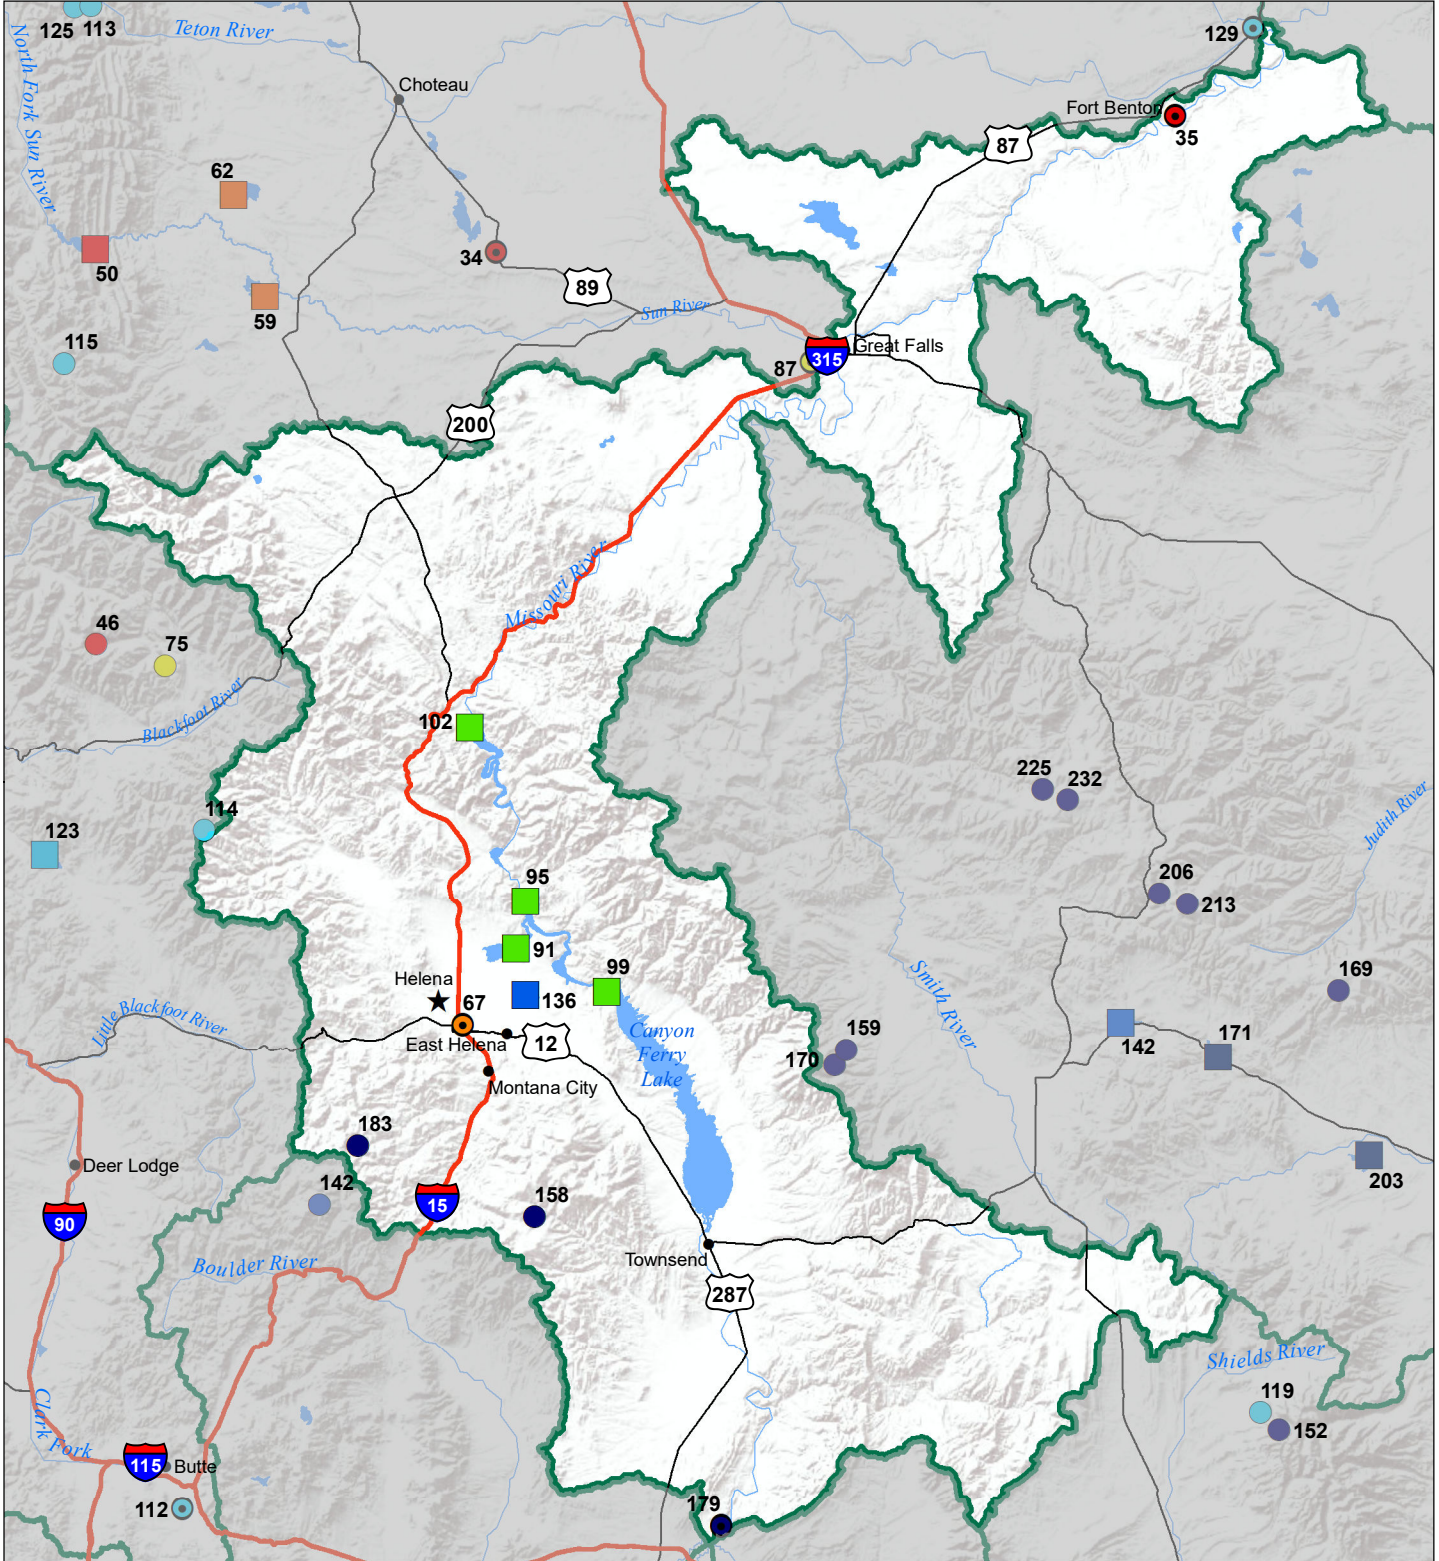 125
113
Teton River
129
North Fork Sun River
Choteau
Fort Benton
35
87
62
50
34
89
59
Sun River
115
315
Great Falls
87
200
Missouri River
46
75
Blackfoot River
102
225
232
114
123
Judith River
95
206
213
91
99
Smith River
169
Helena
67
136
Little Blackfoot River
East Helena
12
Canyon
Ferry
Lake
159
170
142
171
Montana City
183
Deer Lodge
142
15
158
203
90
Boulder River
Townsend
287
Shields River
119
152
Clark Fork
115
Butte
112
179